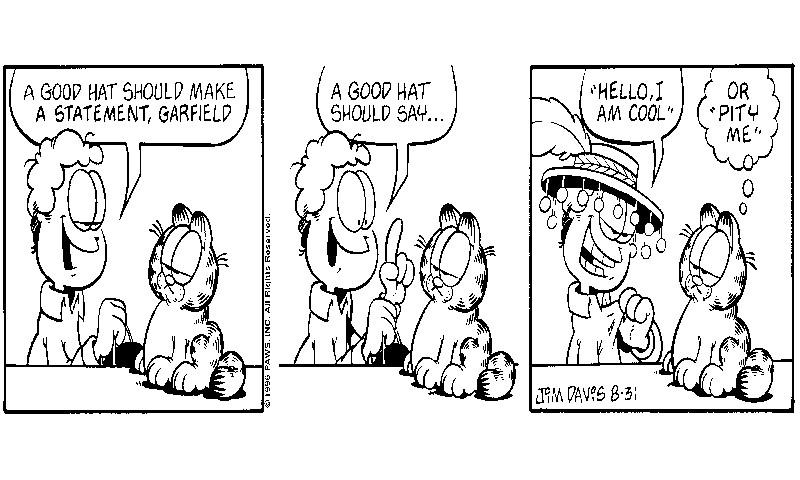 A GOOD HAT SHOULD MAKE
A STATEMENT, GARFIELD
© 1996 PAWS, INC. All Rights Reserved.
A GOOD HAT
SHOULD SAY...
"HELLO, I
AM COOL"
OR
"PITY
ME"
JIM DAVIS 8-31